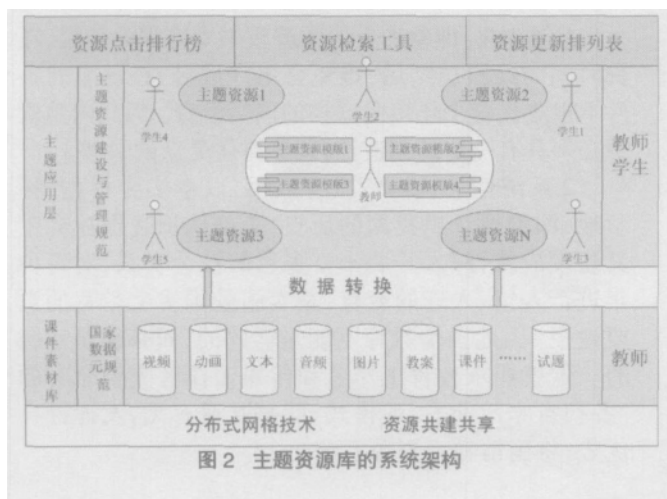 资源点击排行榜 资源检索工具 资源更新排列表
主题应用层
主题资源建设与管理规范
学生4
主题资源1
学生2
主题资源2
学生1
主题资源模版1
主题资源模版2
主题资源模版3
主题资源模版4
教师
学生5
主题资源3
主题资源N
学生3
教师
学生
数据转换
课件素材库
国家数据元规范
视频 动画 文本 音频 图片 教案 课件 …… 试题
教师
分布式网格技术 资源共建共享
图2 主题资源库的系统架构